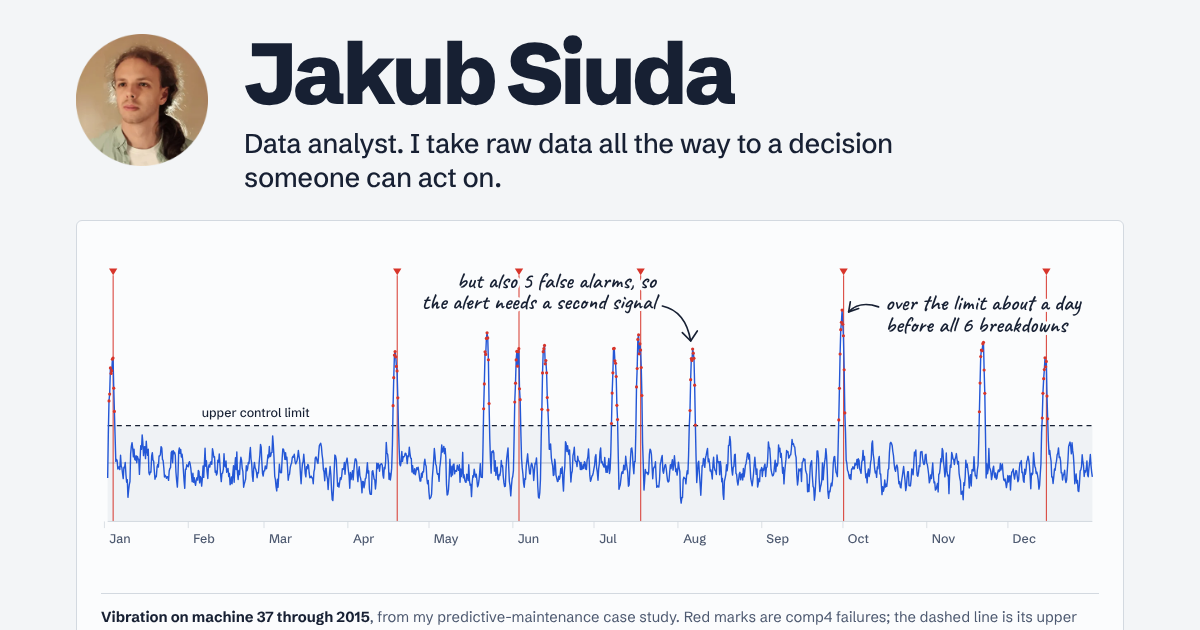 Jakub Siuda
Data analyst. I take raw data all the way to a decision
someone can act on.
but also 5 false alarms, so
the alert needs a second signal
over the limit about a day
before all 6 breakdowns
upper control limit
Jan Feb Mar Apr May Jun Jul Aug Sep Oct Nov Dec
Vibration on machine 37 through 2015, from my predictive-maintenance case study. Red marks are comp4 failures; the dashed line is its upper